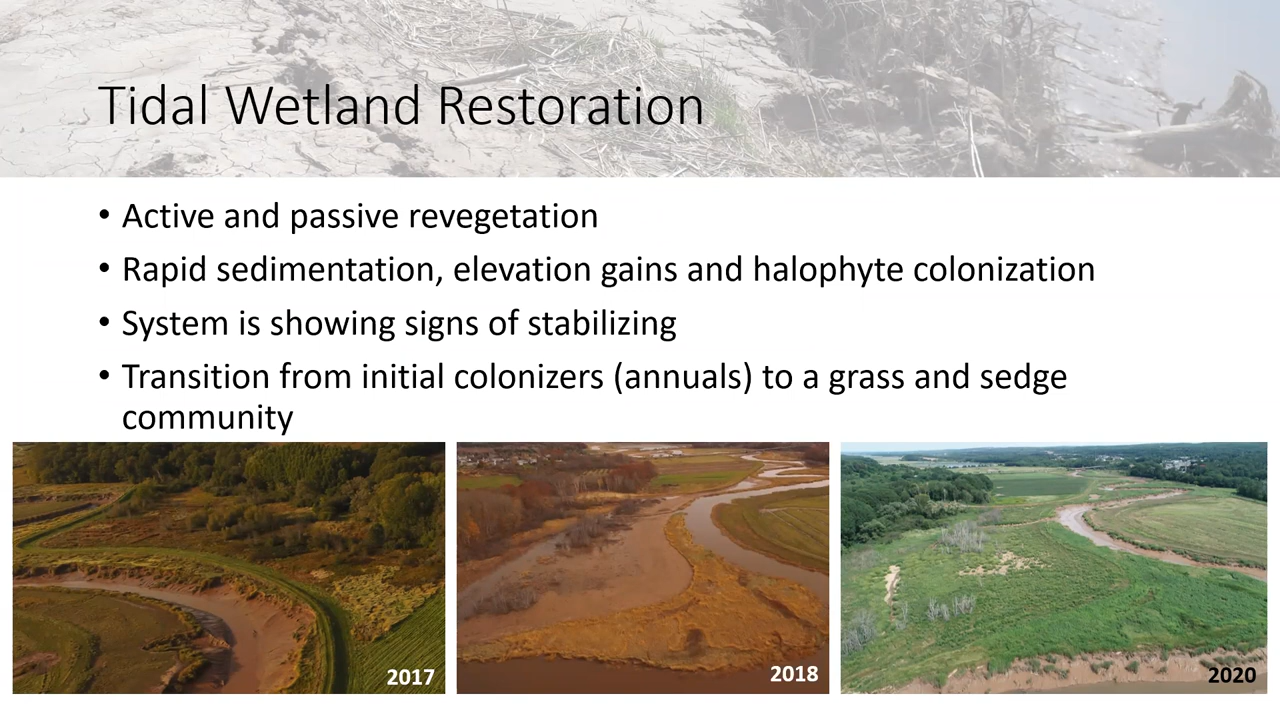 Tidal Wetland Restoration
• Active and passive revegetation
• Rapid sedimentation, elevation gains and halophyte colonization
• System is showing signs of stabilizing
• Transition from initial colonizers (annuals) to a grass and sedge
community
2017
2018
2020